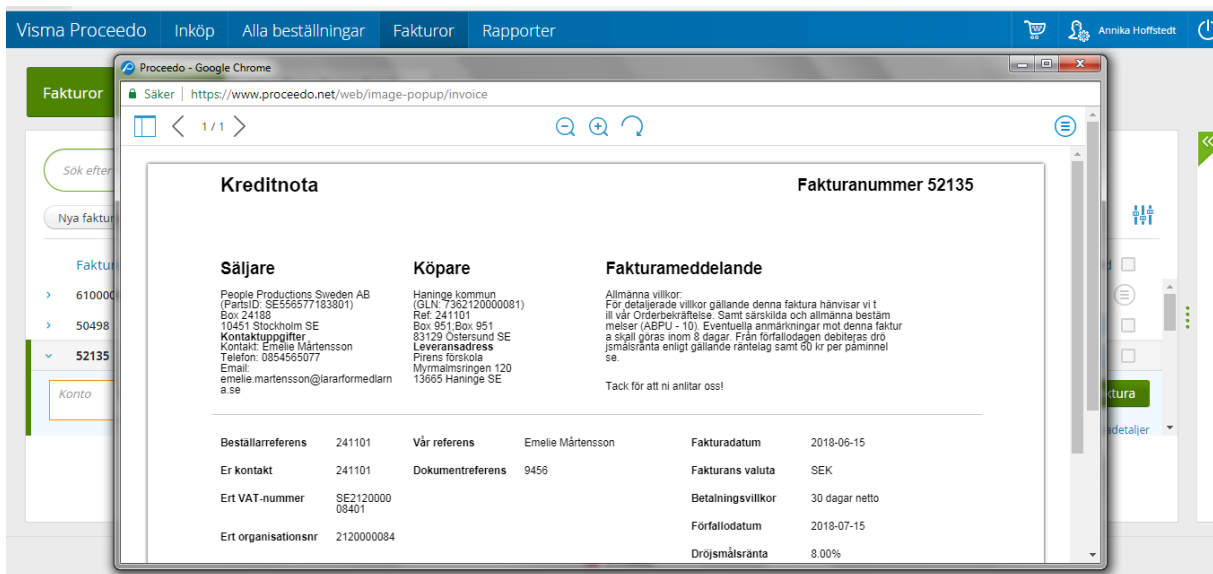 Visma Proceedo Inköp Alla beställningar Fakturor Rapporter Annika Hoffstedt
Proceedo - Google Chrome
Säker | https://www.proceedo.net/web/image-popup/invoice
Fakturor
1 / 1
Sök efter
Nya faktur
Faktu
610000
50498
52135
Konto
ktura
adetaljer
Kreditnota Fakturanummer 52135
Säljare
People Productions Sweden AB
(PartsID: SE556577183801)
Box 24188
10451 Stockholm SE
Kontaktuppgifter
Kontakt: Emelie Mårtensson
Telefon: 0854565077
Email:
emelie.martensson@lararformedlarn
a.se
Köpare
Haninge kommun
(GLN: 7362120000081)
Ref: 241101
Box 951;Box 951
83129 Östersund SE
Leveransadress
Pirens förskola
Myrmalmsringen 120
13665 Haninge SE
Fakturameddelande
Allmänna villkor:
För detaljerade villkor gällande denna faktura hänvisar vi t
ill vår Orderbekräftelse. Samt särskilda och allmänna bestäm
melser (ABPU - 10). Eventuella anmärkningar mot denna faktur
a skall göras inom 8 dagar. Från förfallodagen debiteras drö
jsmålsränta enligt gällande räntelag samt 60 kr per påminnel
se.
Tack för att ni anlitar oss!
Beställarreferens 241101 Vår referens Emelie Mårtensson Fakturadatum 2018-06-15
Er kontakt 241101 Dokumentreferens 9456 Fakturans valuta SEK
Ert VAT-nummer SE2120000
08401
Betalningsvillkor 30 dagar netto
Förfallodatum 2018-07-15
Ert organisationsnr 2120000084
Dröjsmålsränta 8.00%